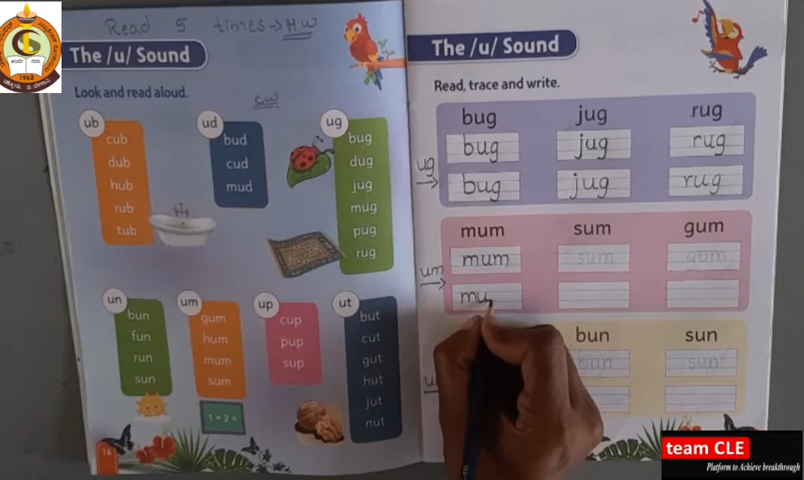 Read 5 times → H.W
The /u/ Sound
Look and read aloud.
cw
ub
cub
dub
hub
rub
tub
ud
bud
cud
mud
ug
bug
dug
jug
mug
pug
rug
un
bun
fun
run
sun
um
gum
hum
mum
sum
up
cup
pup
sup
ut
but
cut
gut
hut
jut
nut
1 + 2 =
14
The /u/ Sound
Read, trace and write.
ug →
bug jug rug
bug jug rug
bug jug rug
um →
mum sum gum
mum sum gum
mu
bun sun
bun sun
1962
team CLE
Platform to Achieve breakthrough